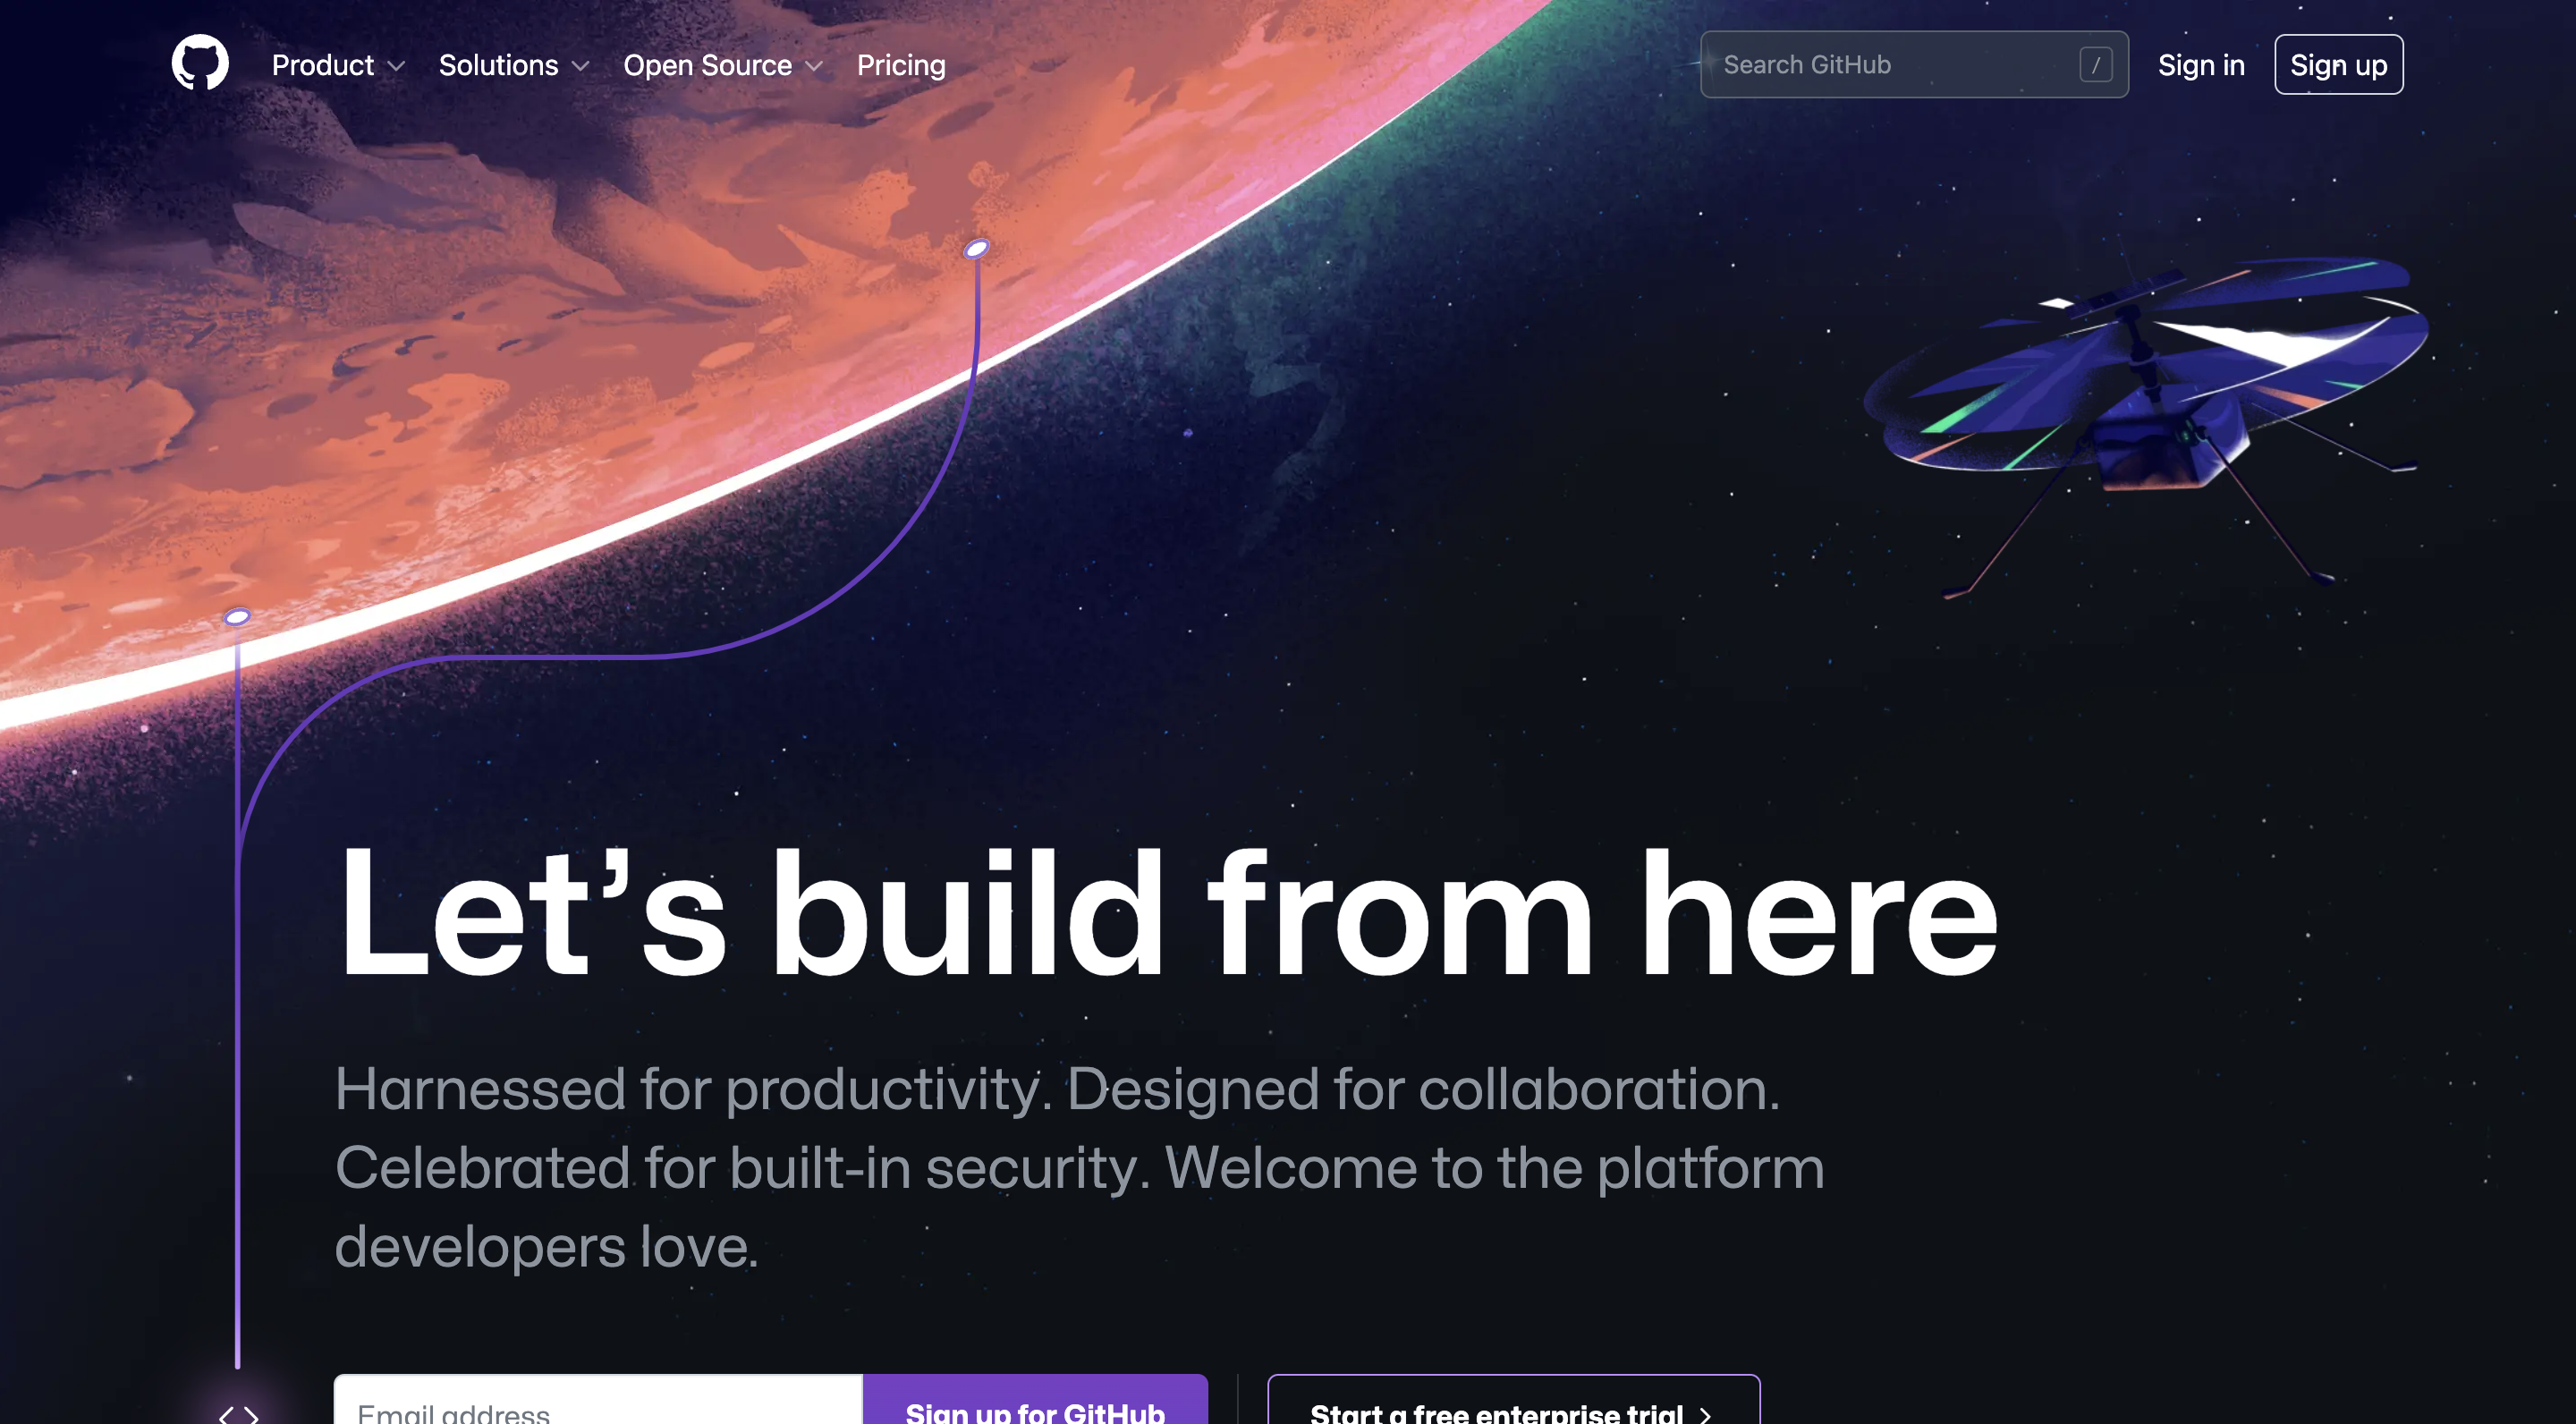 Product Solutions Open Source Pricing Search GitHub / Sign in Sign up
Let’s build from here
Harnessed for productivity. Designed for collaboration.
Celebrated for built-in security. Welcome to the platform
developers love.
Email address Sign up for GitHub Start a free enterprise trial